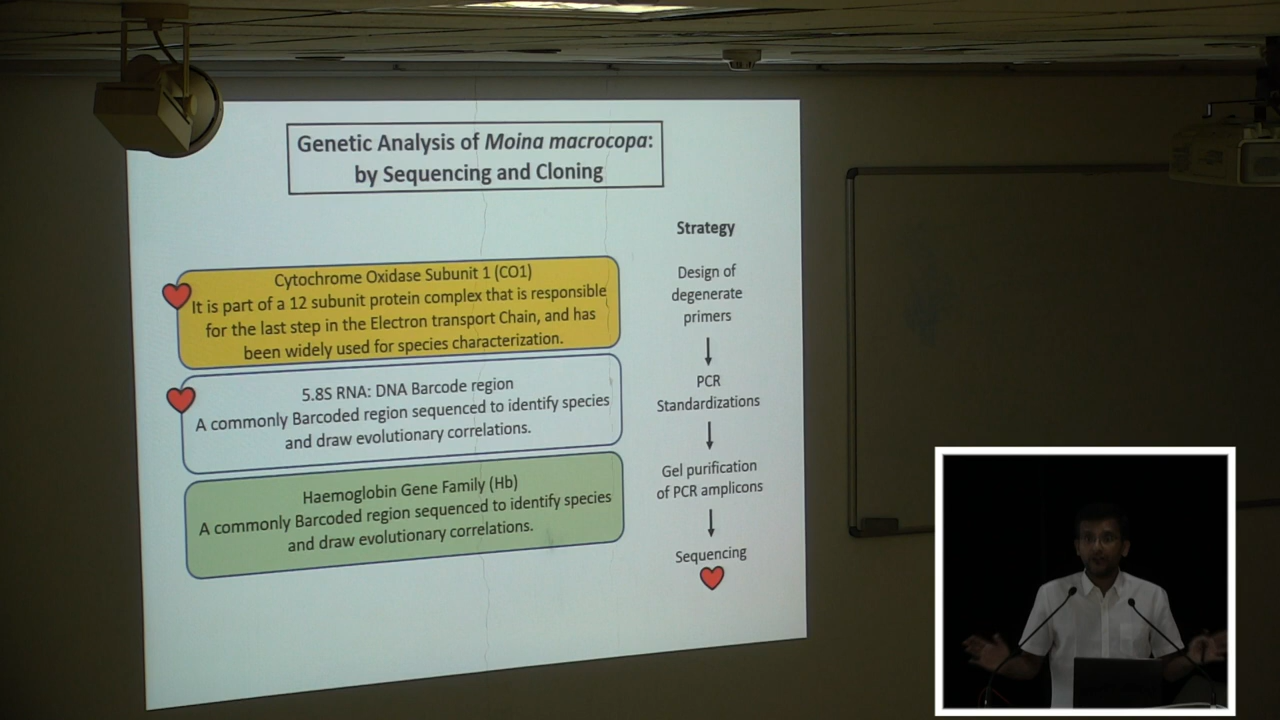 Genetic Analysis of Moina macrocopa:
by Sequencing and Cloning
Cytochrome Oxidase Subunit 1 (CO1)
It is part of a 12 subunit protein complex that is responsible
for the last step in the Electron transport Chain, and has
been widely used for species characterization.
5.8S RNA: DNA Barcode region
A commonly Barcoded region sequenced to identify species
and draw evolutionary correlations.
Haemoglobin Gene Family (Hb)
A commonly Barcoded region sequenced to identify species
and draw evolutionary correlations.
Strategy
Design of
degenerate
primers
PCR
Standardizations
Gel purification
of PCR amplicons
Sequencing